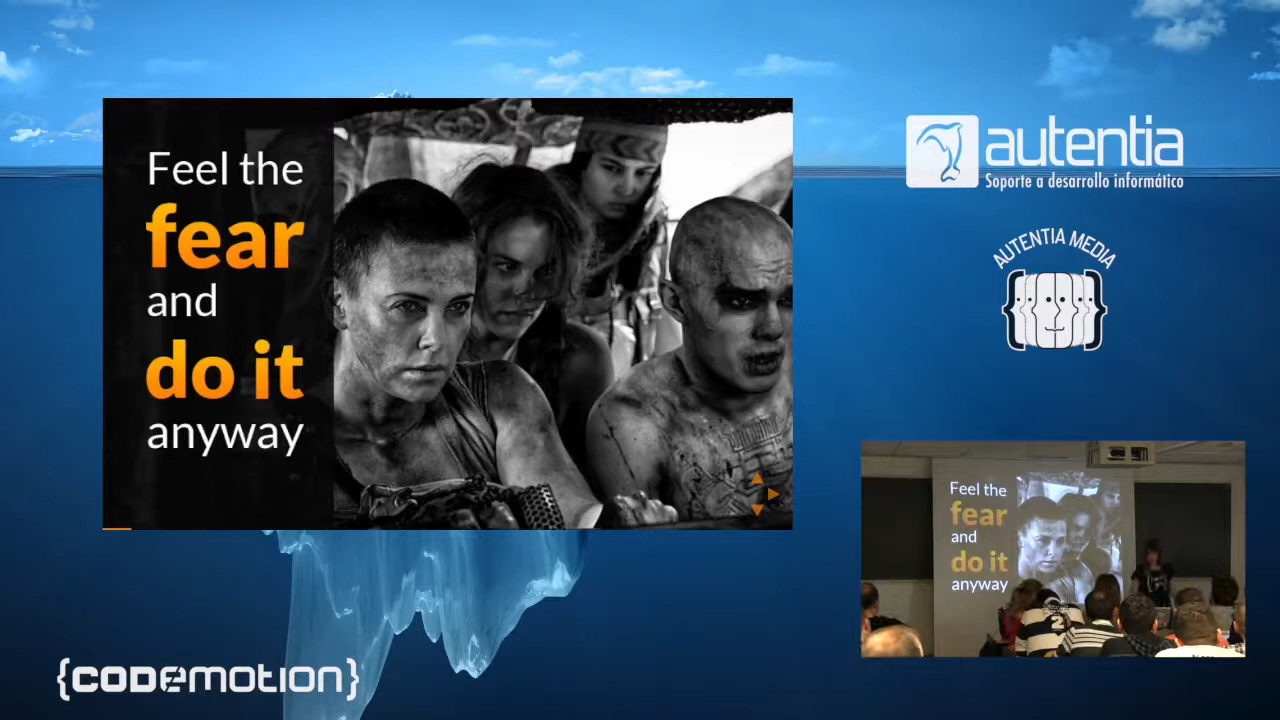 Feel the
fear
and
do it
anyway
autentia
Soporte a desarrollo informático
AUTENTIA MEDIA
Feel the
fear
and
do it
anyway
2
{CODEMOTION}